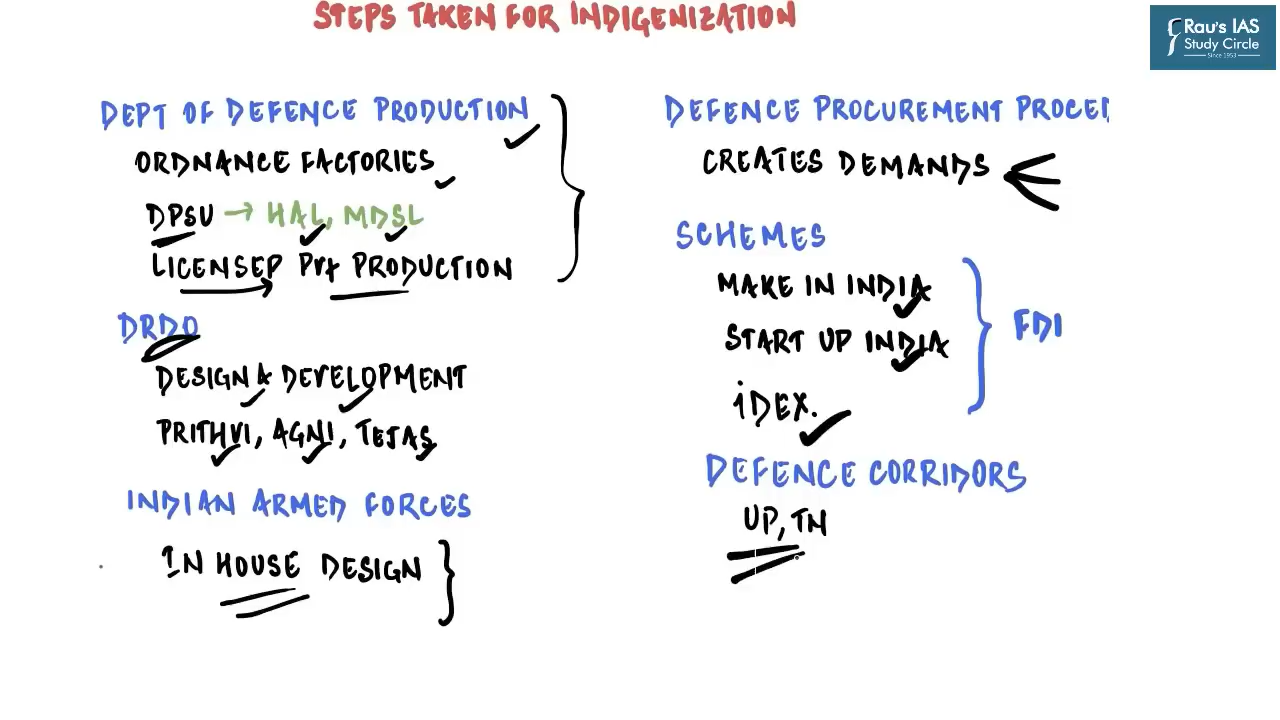 STEPS TAKEN FOR INDIGENIZATION
Rau's IAS
Study Circle
Since 1953
DEPT OF DEFENCE PRODUCTION
ORDNANCE FACTORIES
DPSU → HAL, MDSL
LICENSED Pvt PRODUCTION
DRDO
DESIGN & DEVELOPMENT
PRITHVI, AGNI, TEJAS
INDIAN ARMED FORCES
IN HOUSE DESIGN
DEFENCE PROCUREMENT PROCED
CREATES DEMANDS
SCHEMES
MAKE IN INDIA
START UP INDIA
iDEX.
FDI
DEFENCE CORRIDORS
UP, TN